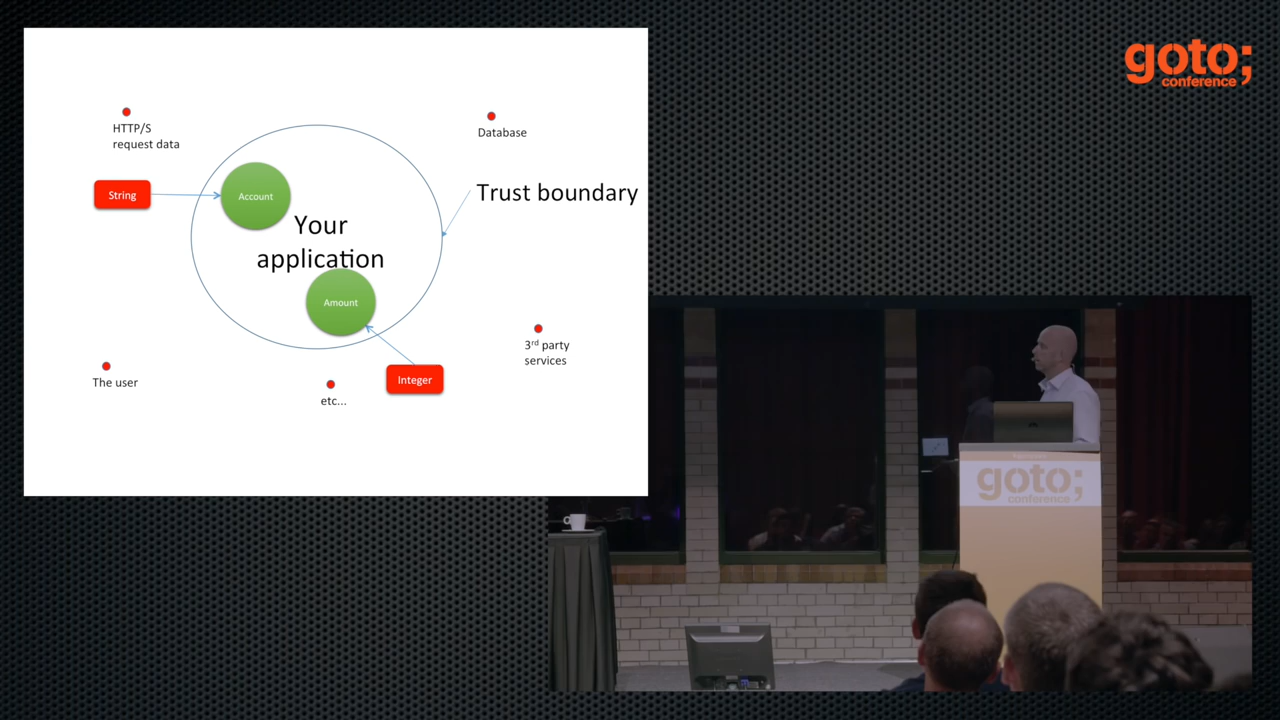 goto;
conference
HTTP/S
request data
Database
String
Account
Trust boundary
Your
application
Amount
3rd party
services
The user
Integer
etc...
goto;
conference